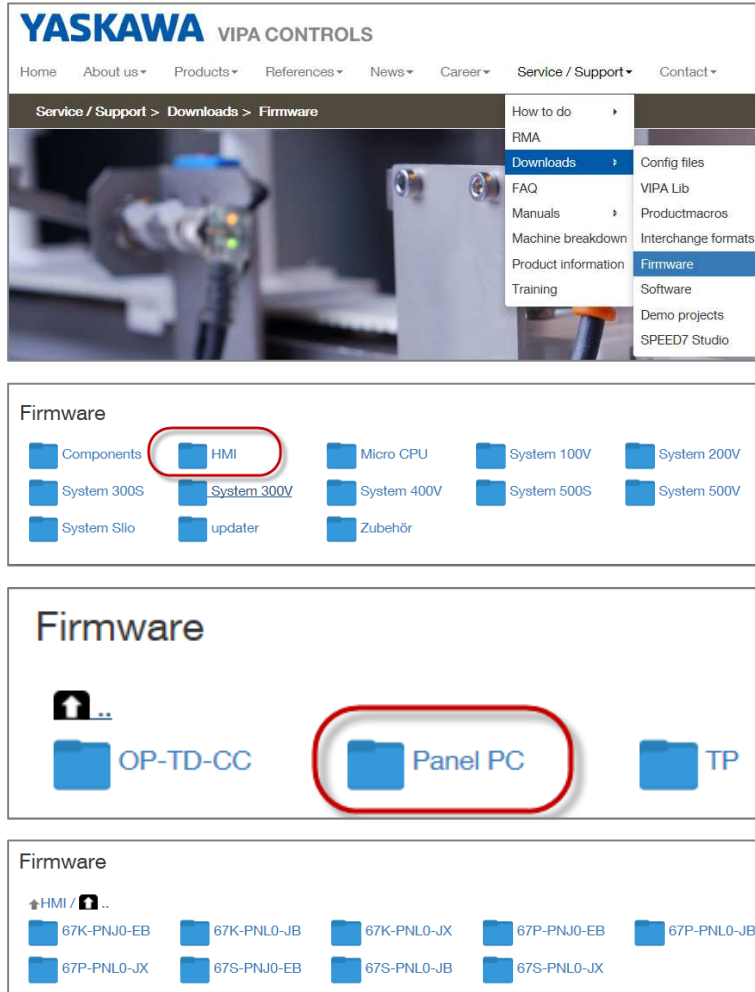 YASKAWA VIPA CONTROLS
Home About us Products References News Career Service / Support Contact
Service / Support > Downloads > Firmware
How to do
RMA
Downloads
FAQ
Manuals
Machine breakdown
Product information
Training
Config files
VIPA Lib
Productmacros
Interchange formats
Firmware
Software
Demo projects
SPEED7 Studio
Firmware
Components HMI Micro CPU System 100V System 200V
System 300S System 300V System 400V System 500S System 500V
System Slio updater Zubehör
Firmware
..
OP-TD-CC Panel PC TP
Firmware
HMI / ..
67K-PNJ0-EB 67K-PNL0-JB 67K-PNL0-JX 67P-PNJ0-EB 67P-PNL0-JB
67P-PNL0-JX 67S-PNJ0-EB 67S-PNL0-JB 67S-PNL0-JX